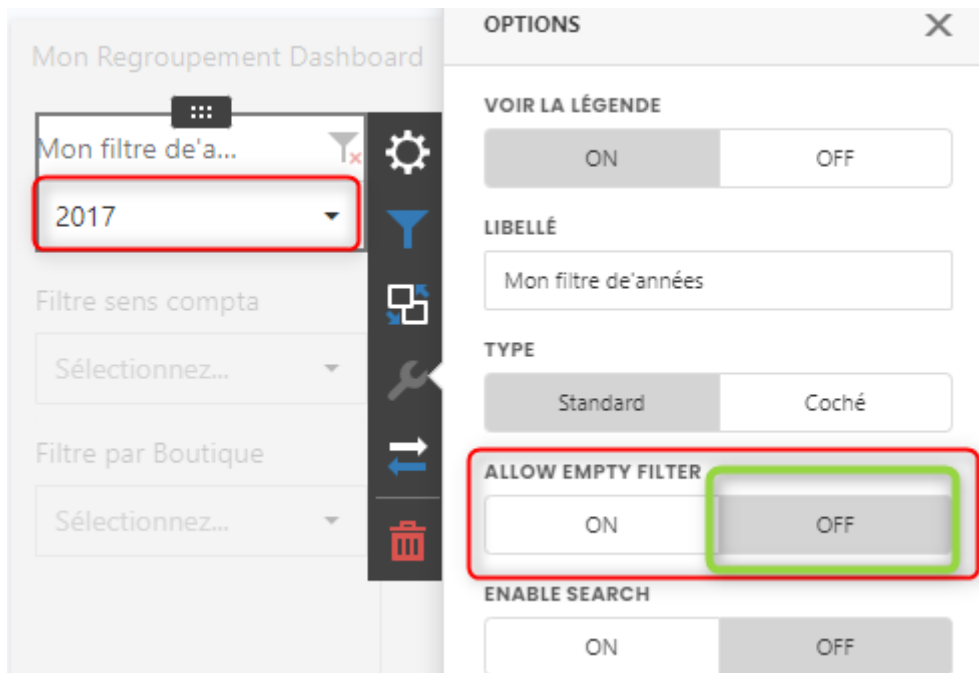 Mon Regroupement Dashboard
Mon filtre de'a...
2017
Filtre sens compta
Sélectionnez...
Filtre par Boutique
Sélectionnez...
OPTIONS
VOIR LA LÉGENDE
ON OFF
LIBELLÉ
Mon filtre de'années
TYPE
Standard Coché
ALLOW EMPTY FILTER
ON OFF
ENABLE SEARCH
ON OFF